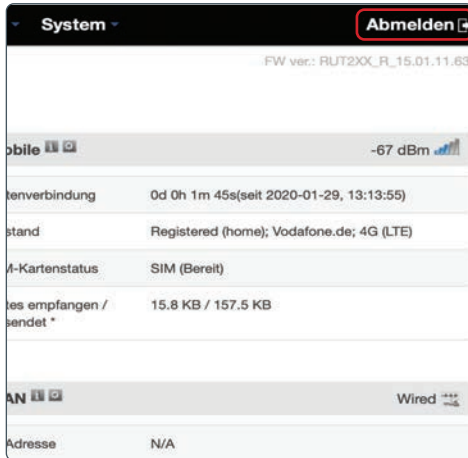 System Abmelden
FW ver.: RUT2XX_R_15.01.11.63
obile -67 dBm
tenverbindung 0d 0h 1m 45s(seit 2020-01-29, 13:13:55)
stand Registered (home); Vodafone.de; 4G (LTE)
M-Kartenstatus SIM (Bereit)
tes empfangen / 15.8 KB / 157.5 KB
sendet *
AN Wired
Adresse N/A